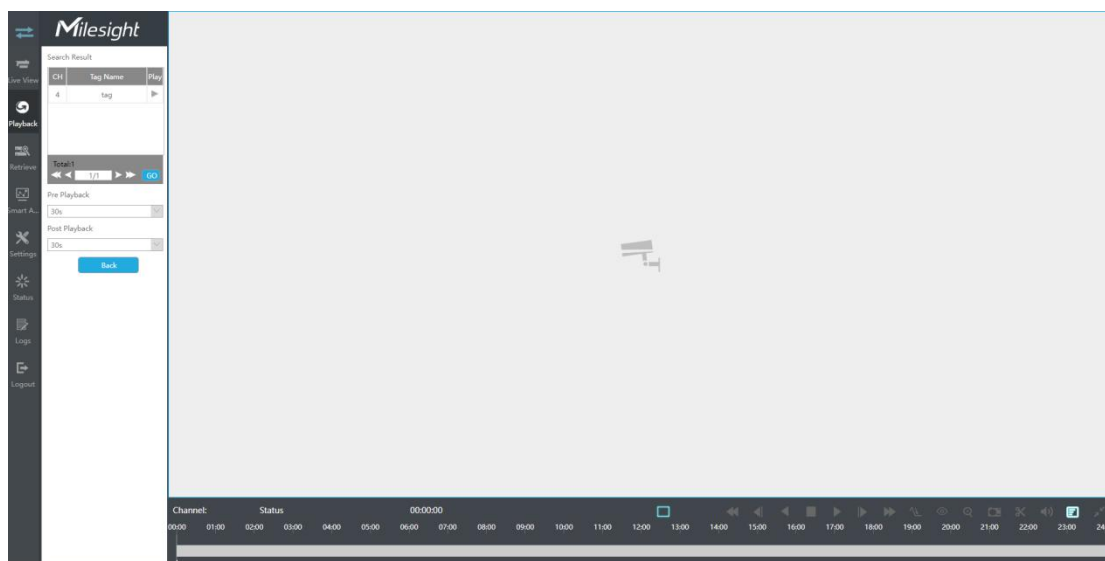 Milesight
Live View
Playback
Retrieve
Smart A...
Settings
Status
Logs
Logout
Search Result
CH Tag Name Play
4 tag
Total:1
1/1 GO
Pre Playback
30s
Post Playback
30s
Back
Channel: Status 00:00:00
00:00 01:00 02:00 03:00 04:00 05:00 06:00 07:00 08:00 09:00 10:00 11:00 12:00 13:00 14:00 15:00 16:00 17:00 18:00 19:00 20:00 21:00 22:00 23:00 24